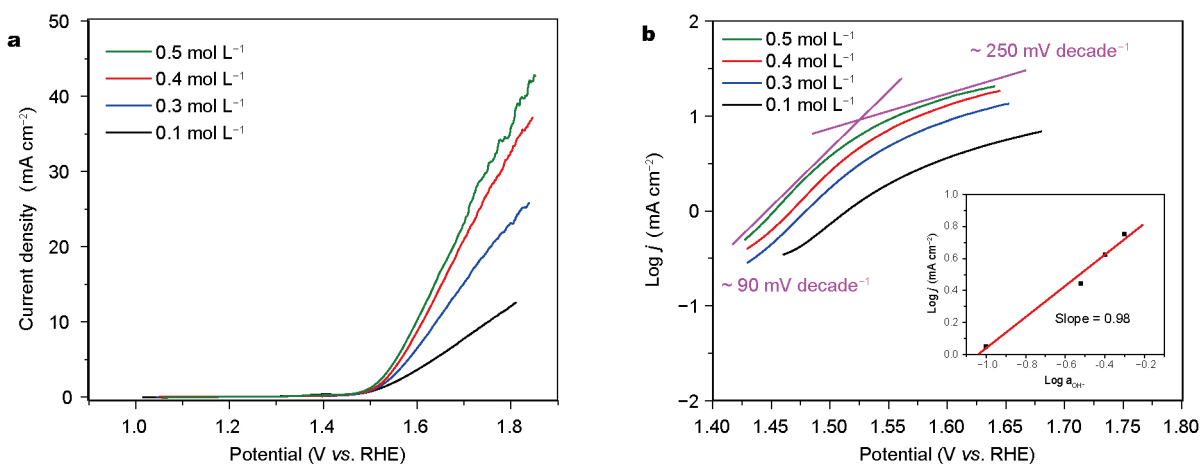 a
50
40
30
20
10
0
Current density (mA cm⁻²)
0.5 mol L⁻¹
0.4 mol L⁻¹
0.3 mol L⁻¹
0.1 mol L⁻¹
1.0 1.2 1.4 1.6 1.8
Potential (V vs. RHE)
b
2
1
0
−1
−2
Log j (mA cm⁻²)
0.5 mol L⁻¹
0.4 mol L⁻¹
0.3 mol L⁻¹
0.1 mol L⁻¹
~ 250 mV decade⁻¹
~ 90 mV decade⁻¹
1.0
0.8
0.6
0.4
0.2
0.0
Log j (mA cm⁻²)
Slope = 0.98
−1.0 −0.8 −0.6 −0.4 −0.2
Log a OH⁻
1.40 1.45 1.50 1.55 1.60 1.65 1.70 1.75 1.80
Potential (V vs. RHE)